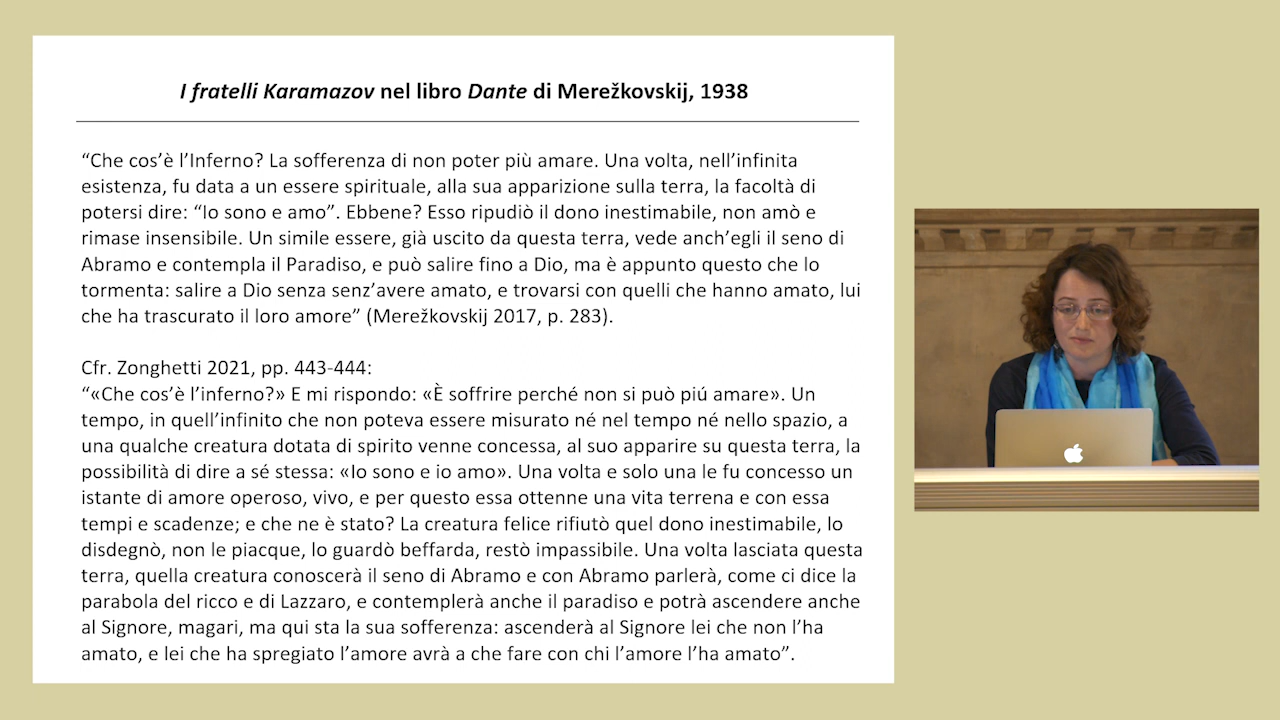 I fratelli Karamazov nel libro Dante di Merežkovskij, 1938
“Che cos’è l’Inferno? La sofferenza di non poter più amare. Una volta, nell’infinita
esistenza, fu data a un essere spirituale, alla sua apparizione sulla terra, la facoltà di
potersi dire: “Io sono e amo”. Ebbene? Esso ripudiò il dono inestimabile, non amò e
rimase insensibile. Un simile essere, già uscito da questa terra, vede anch’egli il seno di
Abramo e contempla il Paradiso, e può salire fino a Dio, ma è appunto questo che lo
tormenta: salire a Dio senza senz’avere amato, e trovarsi con quelli che hanno amato, lui
che ha trascurato il loro amore” (Merežkovskij 2017, p. 283).
Cfr. Zonghetti 2021, pp. 443-444:
“«Che cos’è l’inferno?» E mi rispondo: «È soffrire perché non si può piú amare». Un
tempo, in quell’infinito che non poteva essere misurato né nel tempo né nello spazio, a
una qualche creatura dotata di spirito venne concessa, al suo apparire su questa terra, la
possibilità di dire a sé stessa: «Io sono e io amo». Una volta e solo una le fu concesso un
istante di amore operoso, vivo, e per questo essa ottenne una vita terrena e con essa
tempi e scadenze; e che ne è stato? La creatura felice rifiutò quel dono inestimabile, lo
disdegnò, non le piacque, lo guardò beffarda, restò impassibile. Una volta lasciata questa
terra, quella creatura conoscerà il seno di Abramo e con Abramo parlerà, come ci dice la
parabola del ricco e di Lazzaro, e contemplerà anche il paradiso e potrà ascendere anche
al Signore, magari, ma qui sta la sua sofferenza: ascenderà al Signore lei che non l’ha
amato, e lei che ha spregiato l’amore avrà a che fare con chi l’amore l’ha amato”.